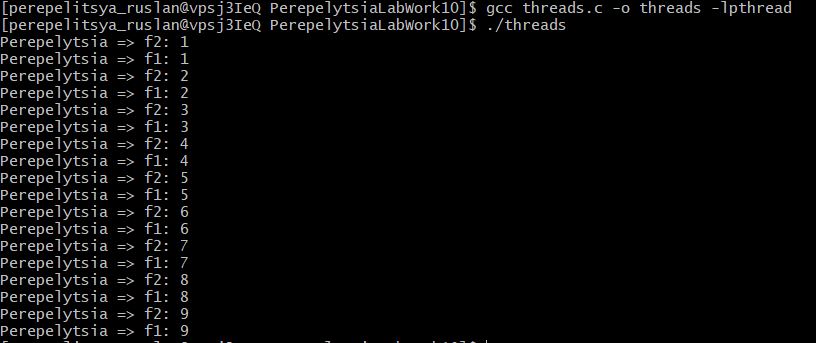 [perepelitsya_ruslan@vpsj3IeQ PerepelytsiaLabWork10]$ gcc threads.c -o threads -lpthread
[perepelitsya_ruslan@vpsj3IeQ PerepelytsiaLabWork10]$ ./threads
Perepelytsia => f2: 1
Perepelytsia => f1: 1
Perepelytsia => f2: 2
Perepelytsia => f1: 2
Perepelytsia => f2: 3
Perepelytsia => f1: 3
Perepelytsia => f2: 4
Perepelytsia => f1: 4
Perepelytsia => f2: 5
Perepelytsia => f1: 5
Perepelytsia => f2: 6
Perepelytsia => f1: 6
Perepelytsia => f2: 7
Perepelytsia => f1: 7
Perepelytsia => f2: 8
Perepelytsia => f1: 8
Perepelytsia => f2: 9
Perepelytsia => f1: 9